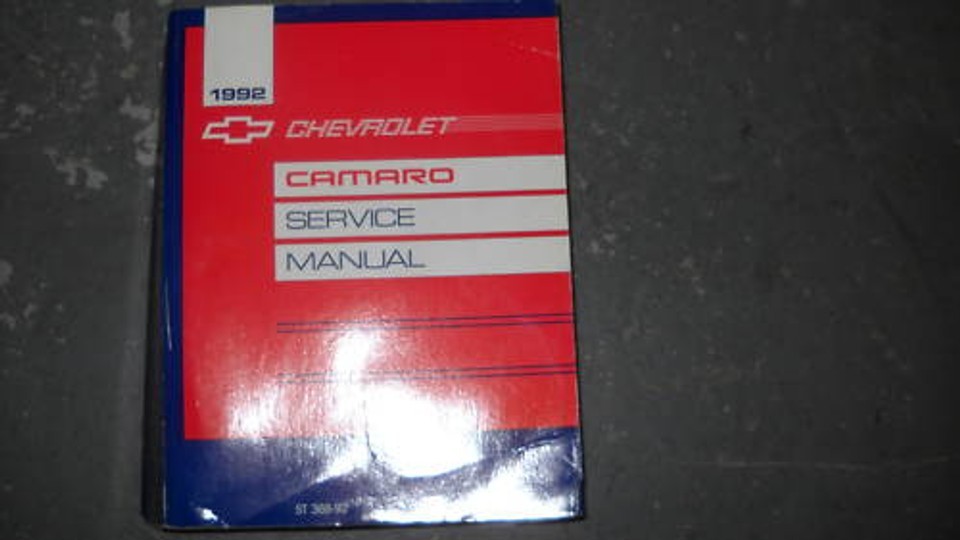 1992
CHEVROLET
CAMARO
SERVICE
MANUAL
ST 368-92